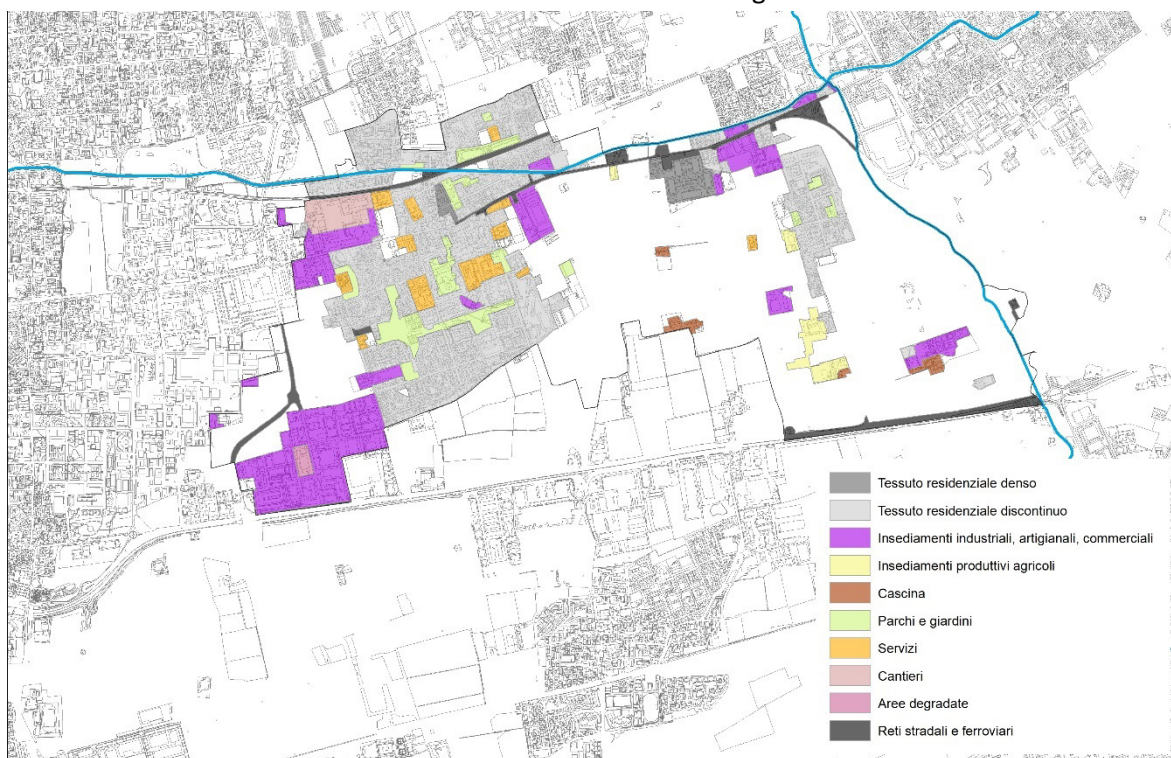 Tessuto residenziale denso
Tessuto residenziale discontinuo
Insediamenti industriali, artigianali, commerciali
Insediamenti produttivi agricoli
Cascina
Parchi e giardini
Servizi
Cantieri
Aree degradate
Reti stradali e ferroviari